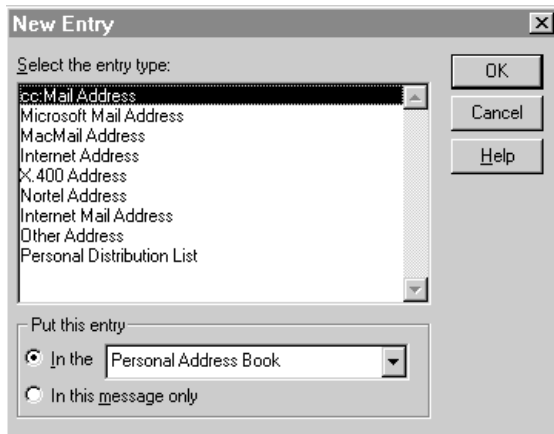 New Entry
Select the entry type:
cc:Mail Address
Microsoft Mail Address
MacMail Address
Internet Address
X.400 Address
Nortel Address
Internet Mail Address
Other Address
Personal Distribution List
OK
Cancel
Help
Put this entry
In the Personal Address Book
In this message only